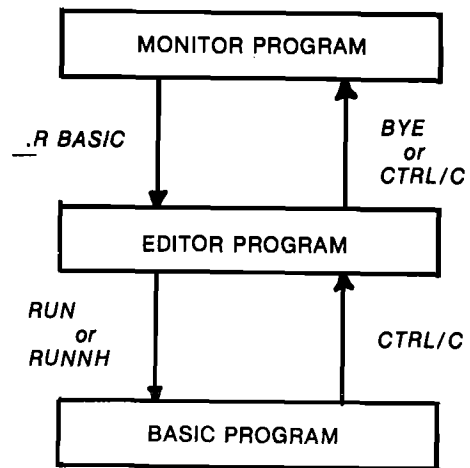 MONITOR PROGRAM
.R BASIC
BYE
or
CTRL/C
EDITOR PROGRAM
RUN
or
RUNNH
CTRL/C
BASIC PROGRAM